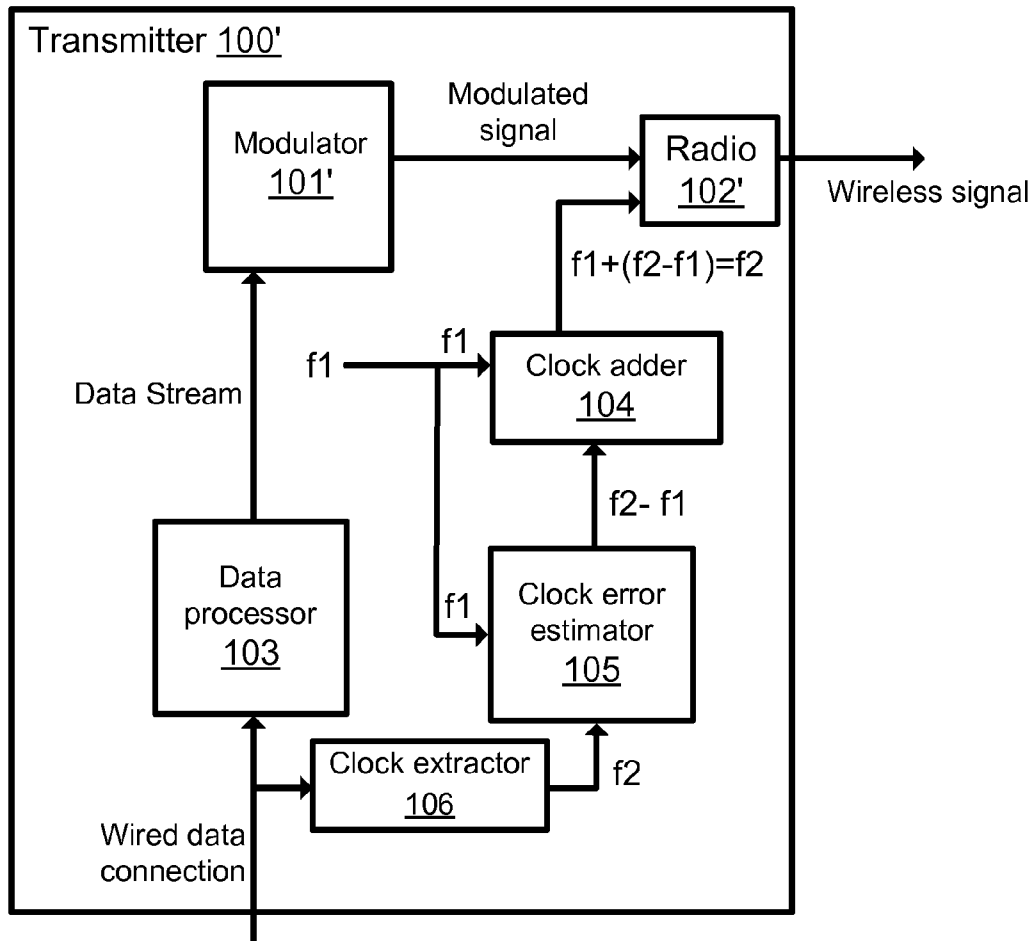 Transmitter 100'
Modulator
101'
Modulated
signal
Radio
102'
Wireless signal
f1+(f2-f1)=f2
f1
f1
Clock adder
104
Data Stream
f2- f1
Data
processor
103
f1
Clock error
estimator
105
Clock extractor
106
f2
Wired data
connection